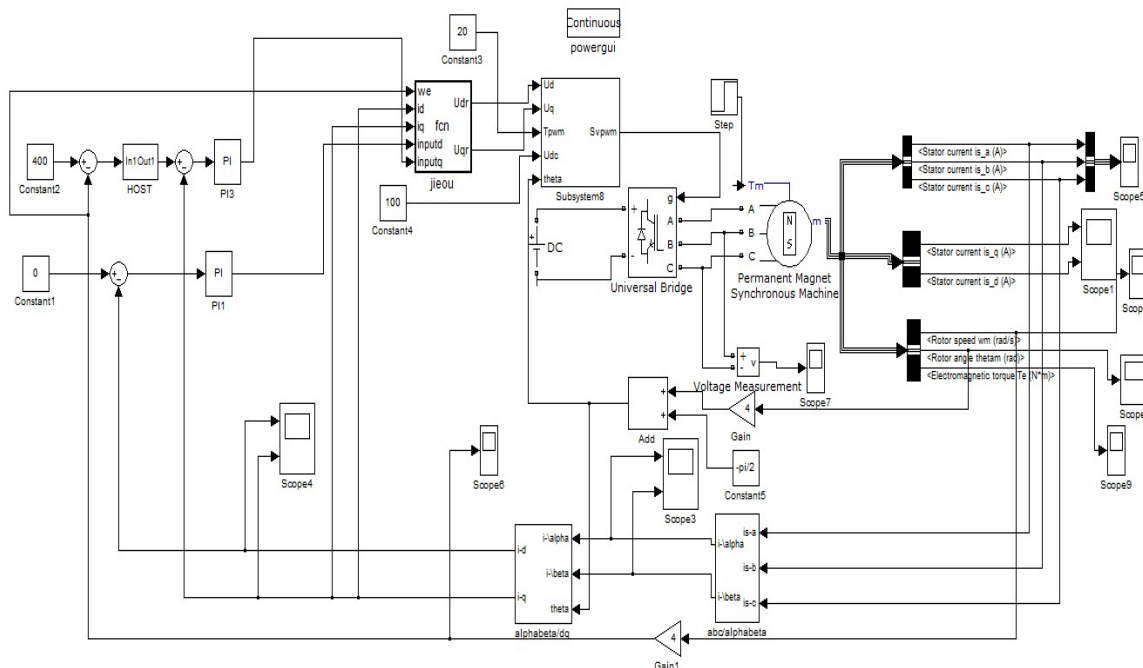 Continuous
powergui
20
Constant3
we
id
iq
inputd
inputq
fcn
Udr
Uqr
jieou
Ud
Uq
Tpwm
Udc
theta
Svpwm
Subsystem8
Step
400
Constant2
In1Out1
HOST
PI
PI3
100
Constant4
0
Constant1
PI
PI1
DC
g
A
B
C
+
-
Universal Bridge
Tm
A
B
C
N
S
m
Permanent Magnet
Synchronous Machine
<Stator current is_a (A)>
<Stator current is_b (A)>
<Stator current is_c (A)>
Scope5
<Stator current is_q (A)>
<Stator current is_d (A)>
Scope1
<Rotor speed wm (rad/s)>
<Rotor angle thetam (rad)>
<Electromagnetic torque Te (N*m)>
+
-
v
Voltage Measurement
Scope7
Scope9
+
+
Add
4
Gain
-pi/2
Constant5
Scope4
Scope6
Scope3
i-d
i-q
i-\alpha
i-\beta
theta
alphabeta/dq
i-\alpha
i-\beta
is-a
is-b
is-c
abc/alphabeta
4
Gain1